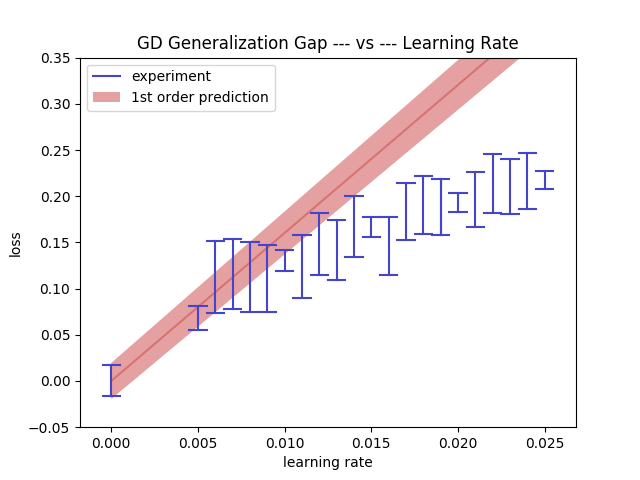 GD Generalization Gap --- vs --- Learning Rate
experiment
1st order prediction
loss
0.35
0.30
0.25
0.20
0.15
0.10
0.05
0.00
−0.05
0.000 0.005 0.010 0.015 0.020 0.025
learning rate